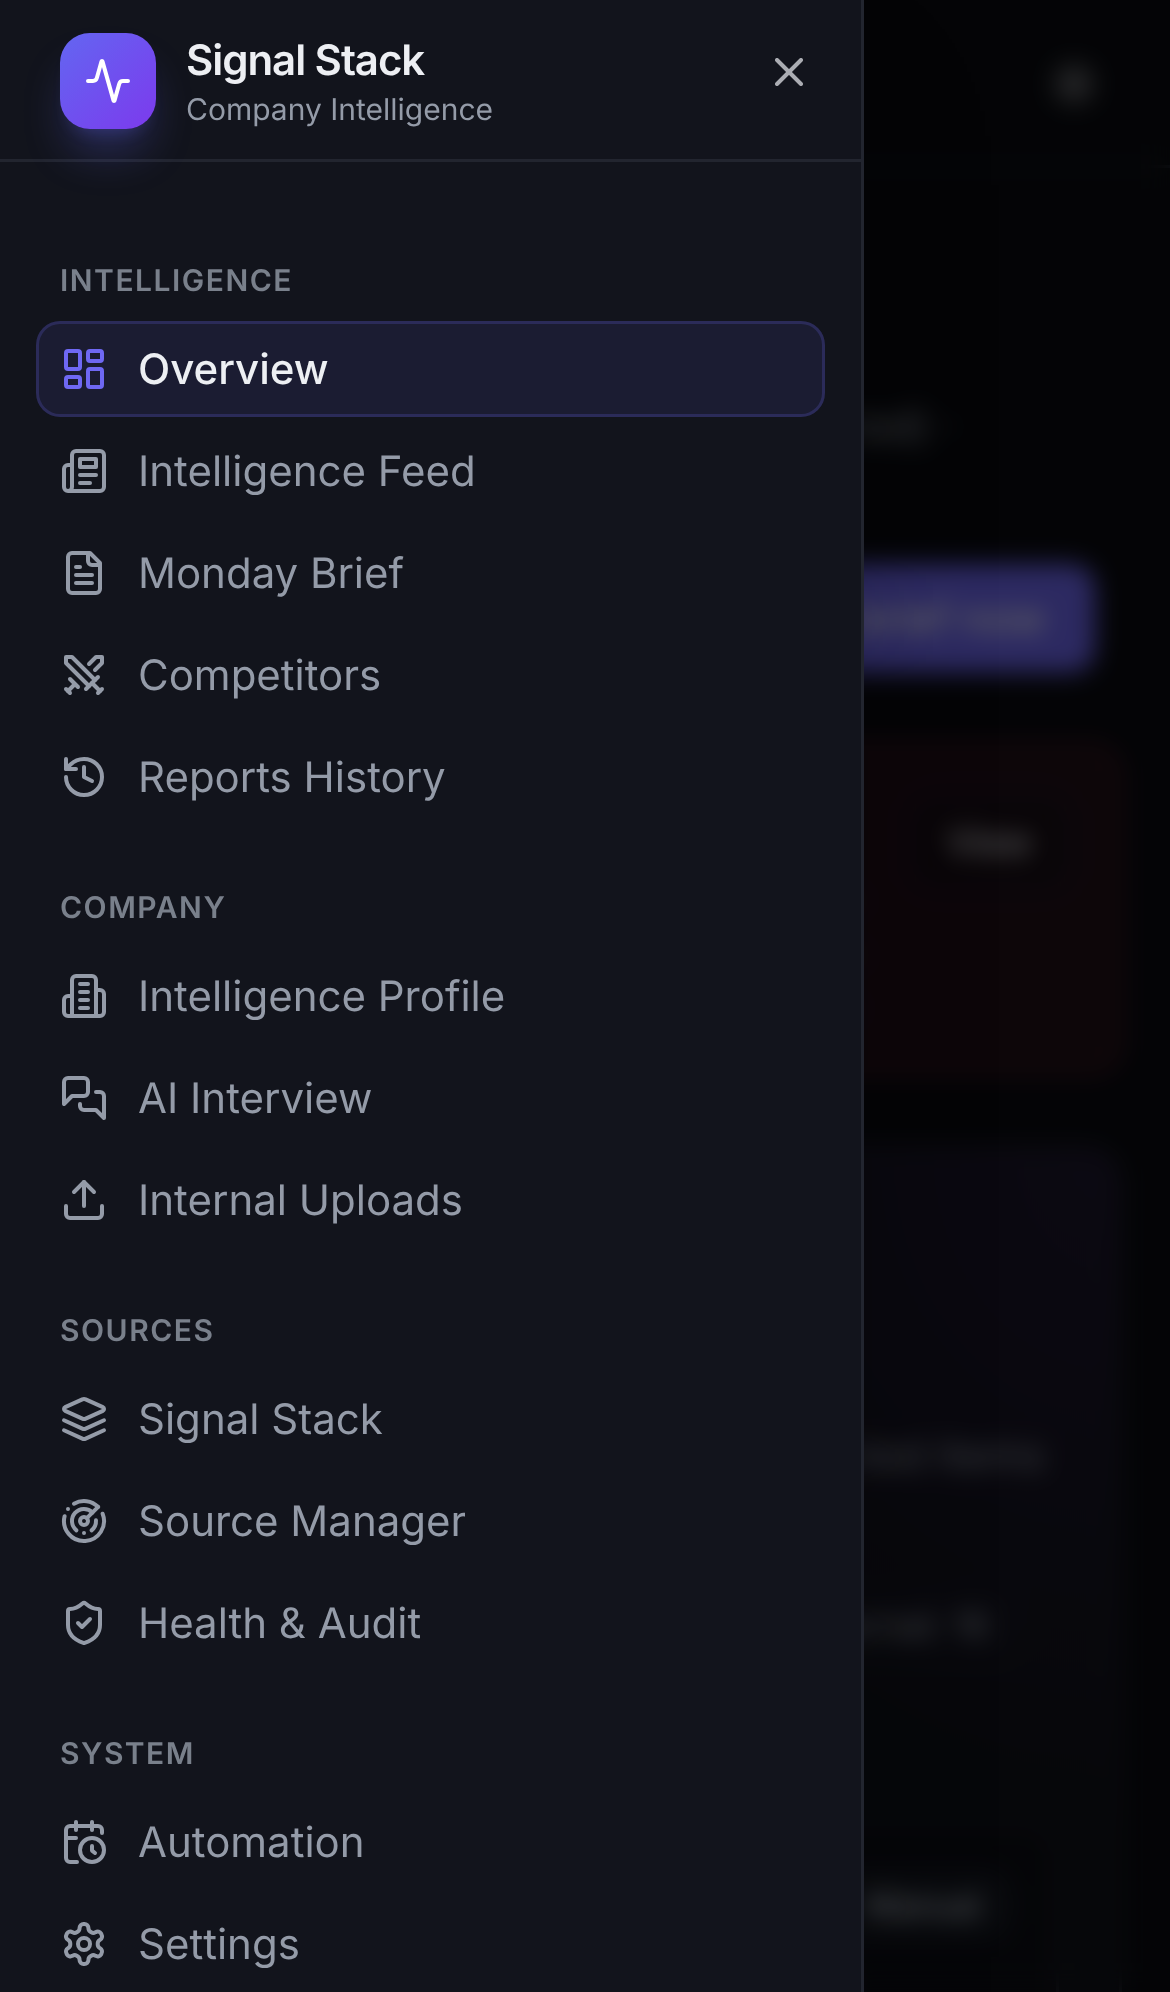 Signal Stack
Company Intelligence
INTELLIGENCE
Overview
Intelligence Feed
Monday Brief
Competitors
Reports History
COMPANY
Intelligence Profile
AI Interview
Internal Uploads
SOURCES
Signal Stack
Source Manager
Health & Audit
SYSTEM
Automation
Settings